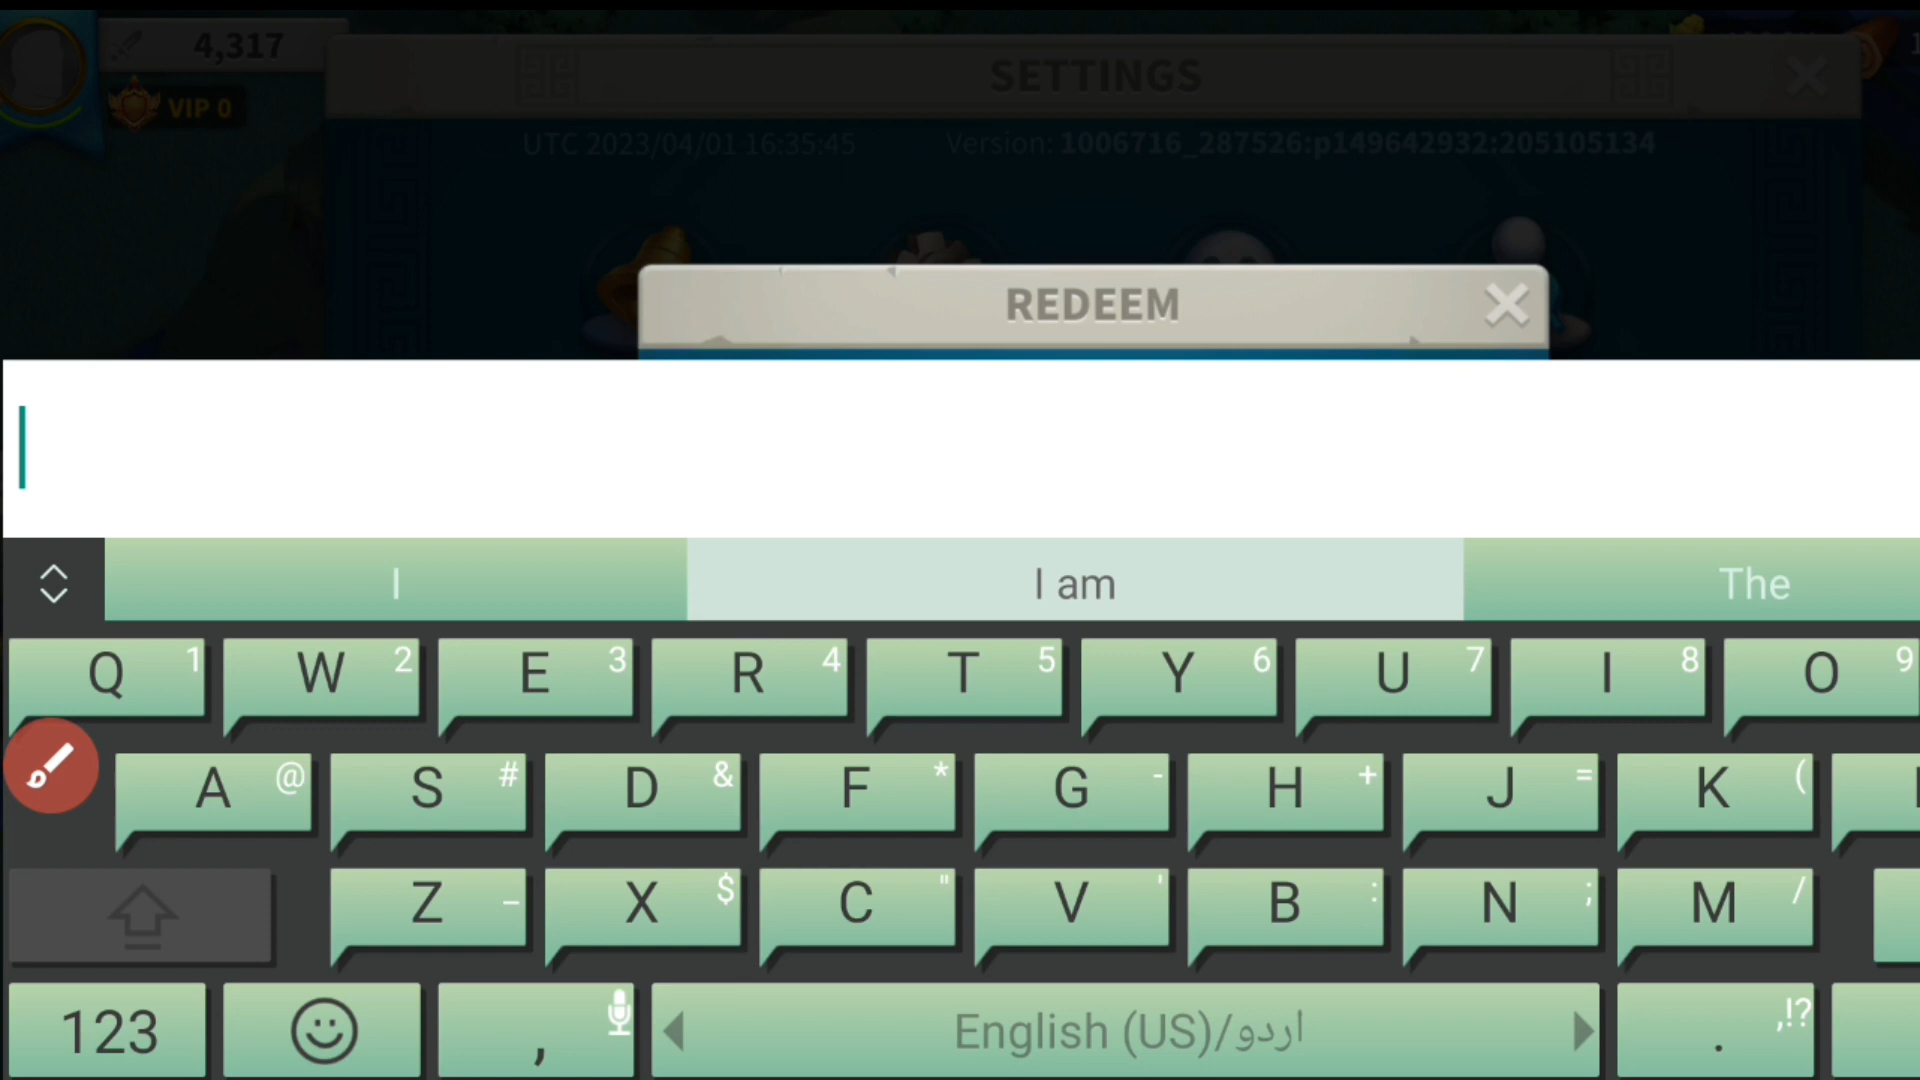 4,317
SETTINGS
VIP 0
UTC 2023/04/01 16:35:45 Version: 1006716_287526:p149642932:205105134
REDEEM
I I am The
Q 1 W 2 E 3 R 4 T 5 Y 6 U 7 I 8 O 9
A @ S # D & F * G - H + J = K (
Z _ X $ C " V ' B : N ; M /
123 , English (US)/اردو . ,!?